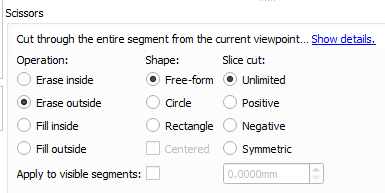 Scissors
Cut through the entire segment from the current viewpoint... Show details.
Operation: Shape: Slice cut:
Erase inside Free-form Unlimited
Erase outside Circle Positive
Fill inside Rectangle Negative
Fill outside Centered Symmetric
Apply to visible segments: 0.0000mm